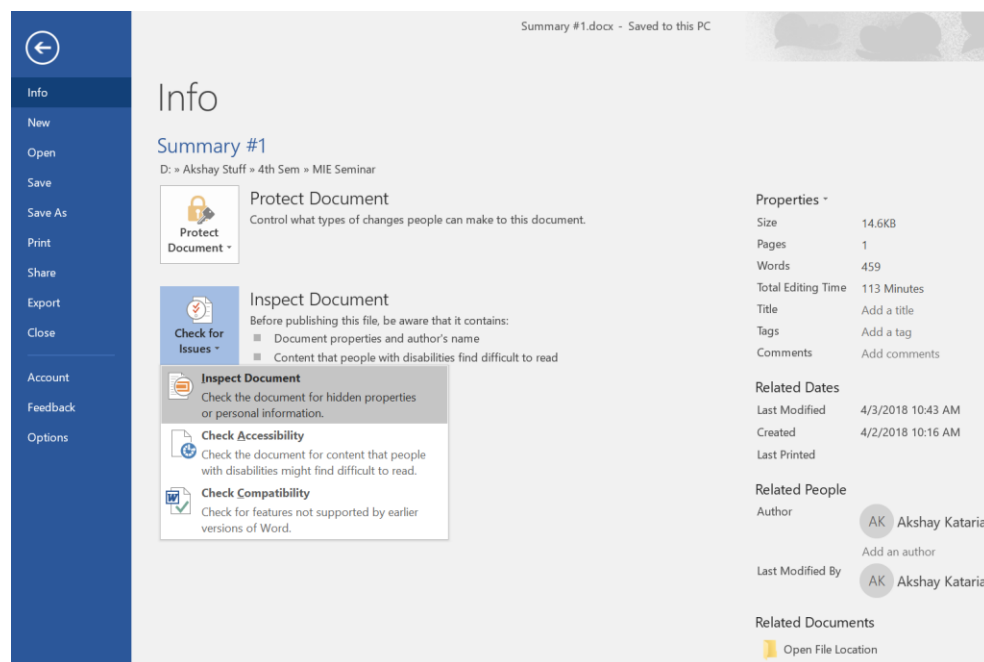 Summary #1.docx - Saved to this PC
Info
New
Open
Save
Save As
Print
Share
Export
Close
Account
Feedback
Options
Info
Summary #1
D: » Akshay Stuff » 4th Sem » MIE Seminar
Protect
Document
Protect Document
Control what types of changes people can make to this document.
Check for
Issues
Inspect Document
Before publishing this file, be aware that it contains:
Document properties and author's name
Content that people with disabilities find difficult to read
Inspect Document
Check the document for hidden properties
or personal information.
Check Accessibility
Check the document for content that people
with disabilities might find difficult to read.
Check Compatibility
Check for features not supported by earlier
versions of Word.
Properties
Size 14.6KB
Pages 1
Words 459
Total Editing Time 113 Minutes
Title Add a title
Tags Add a tag
Comments Add comments
Related Dates
Last Modified 4/3/2018 10:43 AM
Created 4/2/2018 10:16 AM
Last Printed
Related People
Author AK Akshay Kataria
Add an author
Last Modified By AK Akshay Kataria
Related Documents
Open File Location